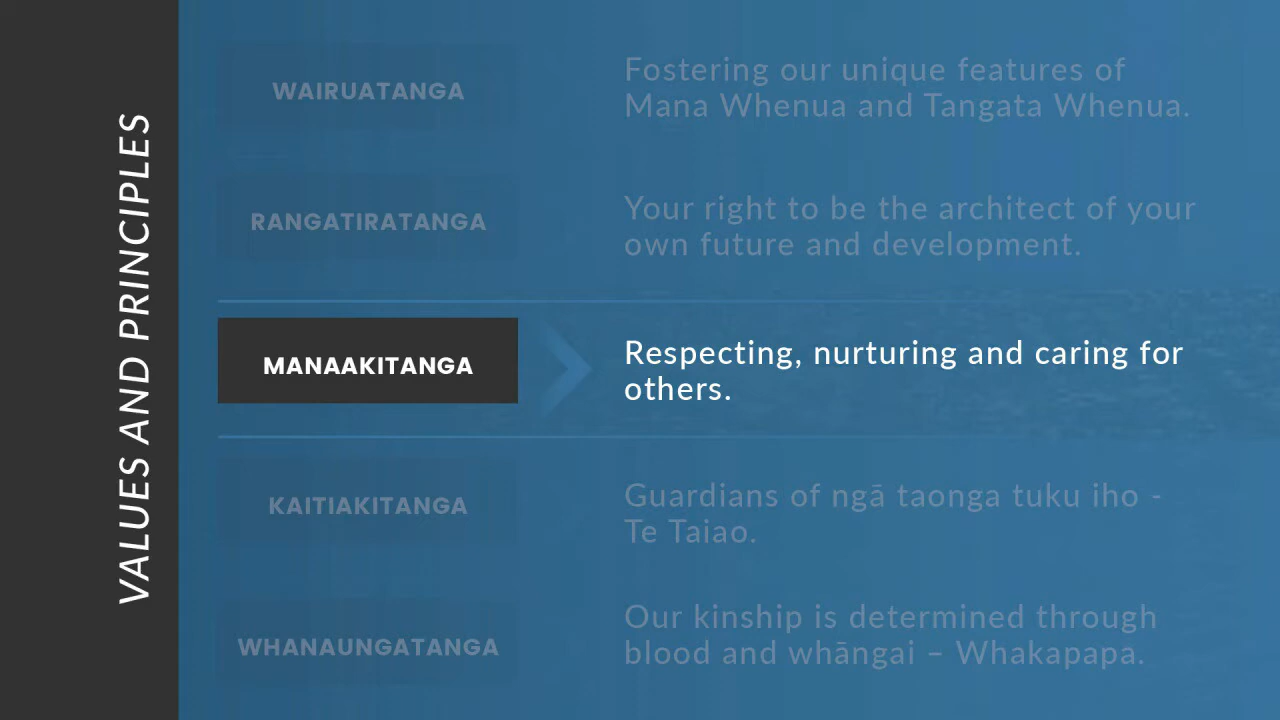 VALUES AND PRINCIPLES
WAIRUATANGA
Fostering our unique features of
Mana Whenua and Tangata Whenua.
RANGATIRATANGA
Your right to be the architect of your
own future and development.
MANAAKITANGA
Respecting, nurturing and caring for
others.
KAITIAKITANGA
Guardians of ngā taonga tuku iho -
Te Taiao.
WHANAUNGATANGA
Our kinship is determined through
blood and whāngai – Whakapapa.